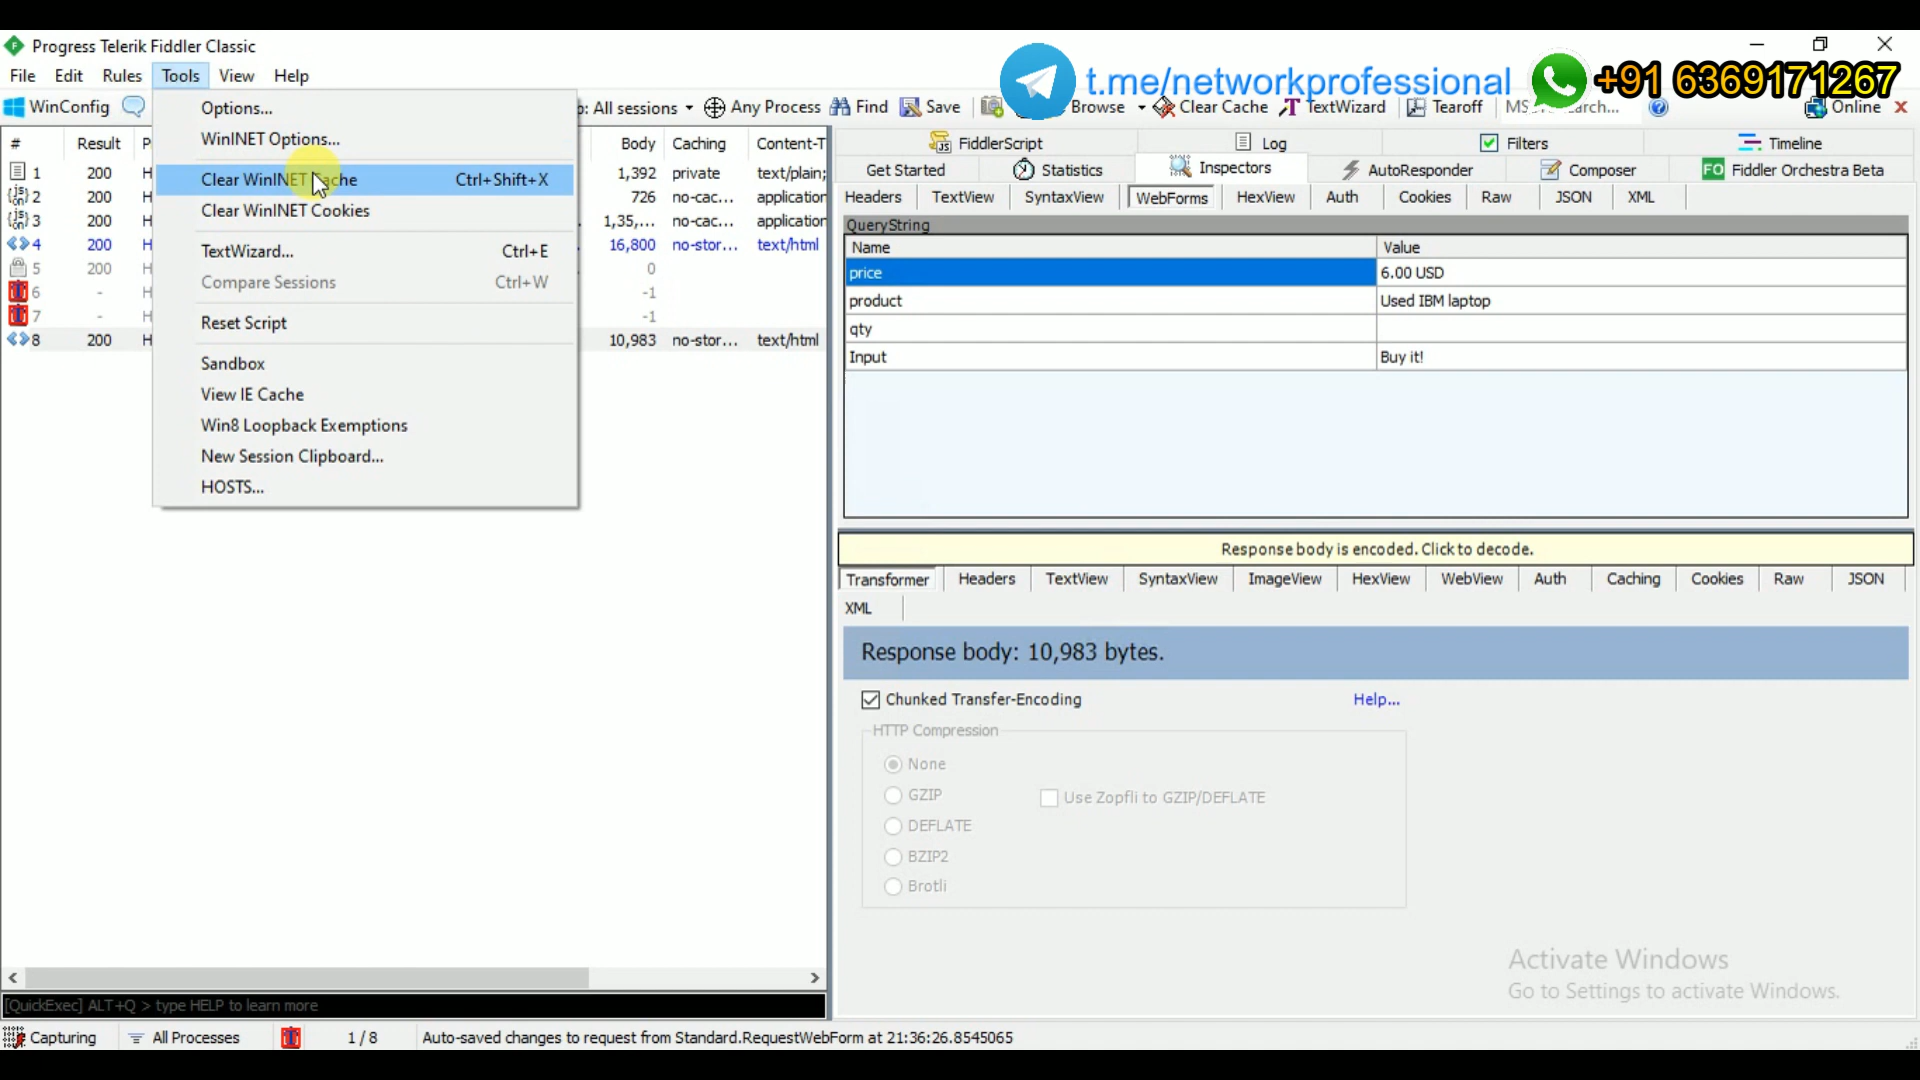 Progress Telerik Fiddler Classic
File Edit Rules Tools View Help
t.me/networkprofessional +91 6369171267
WinConfig : All sessions Any Process Find Save Browse Clear Cache TextWizard Tearoff Online
# Result Body Caching Content-T
1 200 1,392 private text/plain;
2 200 H 726 no-cac... application
3 200 H 1,35,... no-cac... application
4 200 H 16,800 no-stor... text/html
5 200 H 0
6 - H -1
7 - H -1
8 200 H 10,983 no-stor... text/html
Options...
WinINET Options...
Clear WinINET Cache Ctrl+Shift+X
Clear WinINET Cookies
TextWizard... Ctrl+E
Compare Sessions Ctrl+W
Reset Script
Sandbox
View IE Cache
Win8 Loopback Exemptions
New Session Clipboard...
HOSTS...
FiddlerScript Log Filters Timeline
Get Started Statistics Inspectors AutoResponder Composer FO Fiddler Orchestra Beta
Headers TextView SyntaxView WebForms HexView Auth Cookies Raw JSON XML
QueryString
Name Value
price 6.00 USD
product Used IBM laptop
qty
Input Buy it!
Response body is encoded. Click to decode.
Transformer Headers TextView SyntaxView ImageView HexView WebView Auth Caching Cookies Raw JSON
XML
Response body: 10,983 bytes.
Chunked Transfer-Encoding Help...
HTTP Compression
None
GZIP Use Zopfli to GZIP/DEFLATE
DEFLATE
BZIP2
Brotli
Activate Windows
Go to Settings to activate Windows.
[QuickExec] ALT+Q > type HELP to learn more
Capturing All Processes 1 / 8 Auto-saved changes to request from Standard.RequestWebForm at 21:36:26.8545065